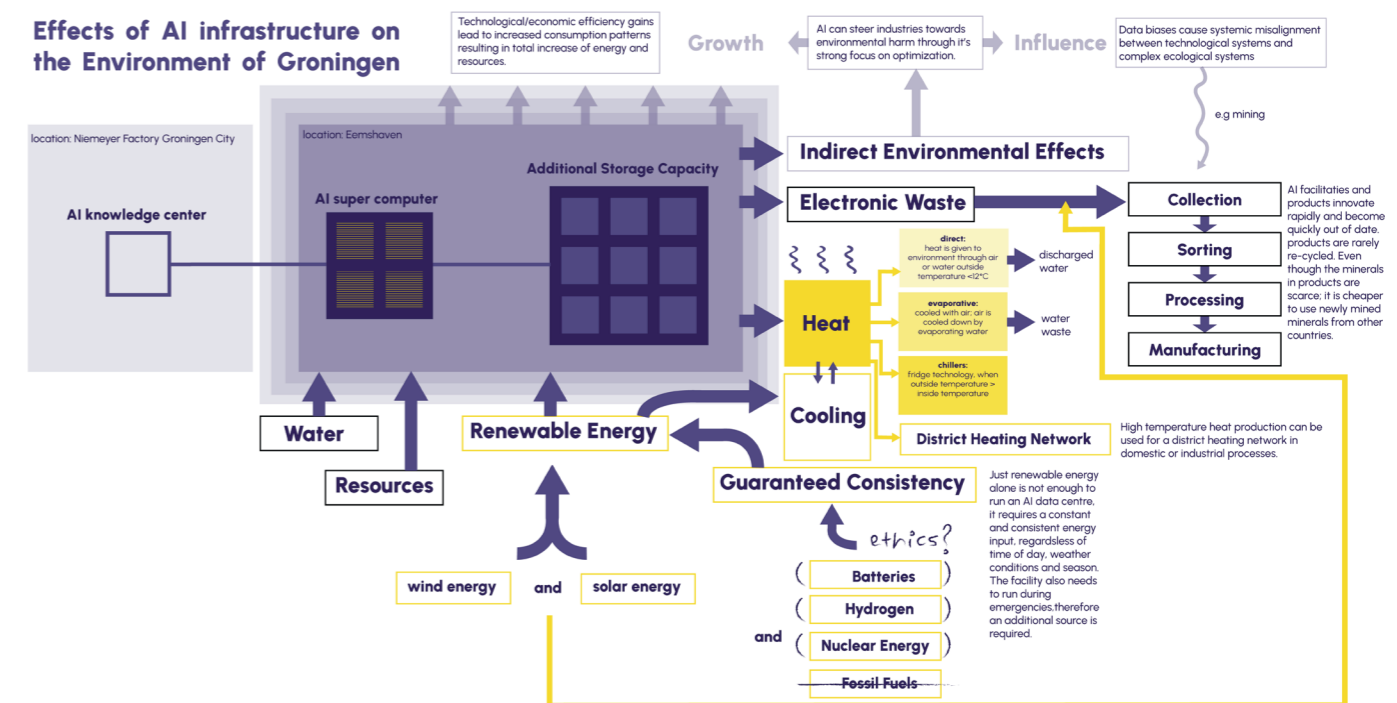 Effects of AI infrastructure on
the Environment of Groningen
Technological/economic efficiency gains
lead to increased consumption patterns
resulting in total increase of energy and
resources.
Growth
AI can steer industries towards
environmental harm through it's
strong focus on optimization.
Influence
Data biases cause systemic misalignment
between technological systems and
complex ecological systems
e.g mining
location: Niemeyer Factory Groningen City
AI knowledge center
location: Eemshaven
AI super computer
Additional Storage Capacity
Indirect Environmental Effects
Electronic Waste
Collection
Sorting
Processing
Manufacturing
AI facilitaties and
products innovate
rapidly and become
quickly out of date.
products are rarely
re-cycled. Even
though the minerals
in products are
scarce; it is cheaper
to use newly mined
minerals from other
countries.
Heat
direct:
heat is given to
environment through air
or water outside
temperature <12°C
discharged
water
evaporative:
cooled with air; air is
cooled down by
evaporating water
water
waste
chillers:
fridge technology, when
outside temperature >
inside temperature
Cooling
District Heating Network
High temperature heat production can be
used for a district heating network in
domestic or industrial processes.
Water
Resources
Renewable Energy
Guaranteed Consistency
Just renewable energy
alone is not enough to
run an AI data centre,
it requires a constant
and consistent energy
input, regardsless of
time of day, weather
conditions and season.
The facility also needs
to run during
emergencies,therefore
an additional source is
required.
wind energy
and
solar energy
ethics?
(Batteries)
(Hydrogen)
and
(Nuclear Energy)
Fossil Fuels